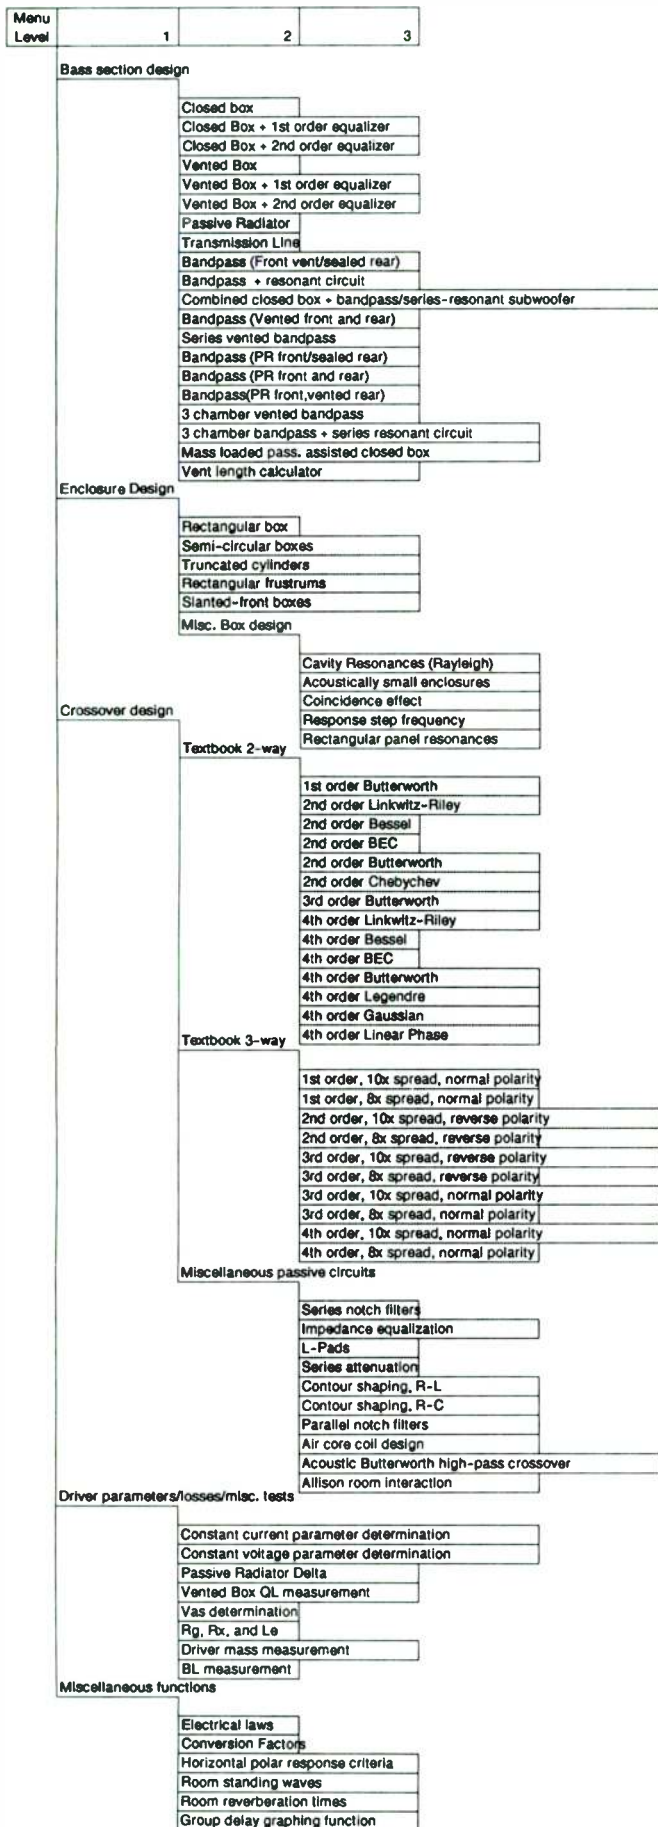 Menu
Level 1 2 3
Bass section design
Closed box
Closed Box + 1st order equalizer
Closed Box + 2nd order equalizer
Vented Box
Vented Box + 1st order equalizer
Vented Box + 2nd order equalizer
Passive Radiator
Transmission Line
Bandpass (Front vent/sealed rear)
Bandpass + resonant circuit
Combined closed box + bandpass/series-resonant subwoofer
Bandpass (Vented front and rear)
Series vented bandpass
Bandpass (PR front/sealed rear)
Bandpass (PR front and rear)
Bandpass(PR front,vented rear)
3 chamber vented bandpass
3 chamber bandpass + series resonant circuit
Mass loaded pass. assisted closed box
Vent length calculator
Enclosure Design
Rectangular box
Semi-circular boxes
Truncated cylinders
Rectangular frustrums
Slanted-front boxes
Misc. Box design
Cavity Resonances (Rayleigh)
Acoustically small enclosures
Coincidence effect
Response step frequency
Rectangular panel resonances
Crossover design
Textbook 2-way
1st order Butterworth
2nd order Linkwitz-Riley
2nd order Bessel
2nd order BEC
2nd order Butterworth
2nd order Chebychev
3rd order Butterworth
4th order Linkwitz-Riley
4th order Bessel
4th order BEC
4th order Butterworth
4th order Legendre
4th order Gaussian
4th order Linear Phase
Textbook 3-way
1st order, 10x spread, normal polarity
1st order, 8x spread, normal polarity
2nd order, 10x spread, reverse polarity
2nd order, 8x spread, reverse polarity
3rd order, 10x spread, reverse polarity
3rd order, 8x spread, reverse polarity
3rd order, 10x spread, normal polarity
3rd order, 8x spread, normal polarity
4th order, 10x spread, normal polarity
4th order, 8x spread, normal polarity
Miscellaneous passive circuits
Series notch filters
Impedance equalization
L-Pads
Series attenuation
Contour shaping, R-L
Contour shaping, R-C
Parallel notch filters
Air core coil design
Acoustic Butterworth high-pass crossover
Allison room interaction
Driver parameters/losses/misc. tests
Constant current parameter determination
Constant voltage parameter determination
Passive Radiator Delta
Vented Box QL measurement
Vas determination
Rg, Rx, and Le
Driver mass measurement
BL measurement
Miscellaneous functions
Electrical laws
Conversion Factors
Horizontal polar response criteria
Room standing waves
Room reverberation times
Group delay graphing function